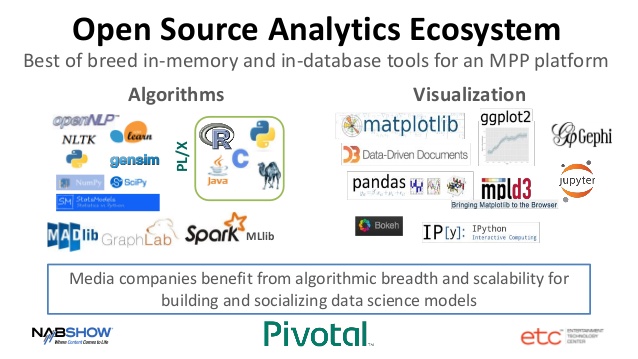 Open Source Analytics Ecosystem
Best of breed in-memory and in-database tools for an MPP platform
Algorithms
Visualization
openNLP
NLTK
learn
gensim
NumPy
SciPy
StatsModels
Statistics in Python
PL/X
R
Java
C
MADlib
GraphLab
Spark
MLlib
matplotlib
ggplot2
Gephi
D3 Data-Driven Documents
pandas
mpld3
Bringing Matplotlib to the Browser
jupyter
Bokeh
IP[y]: IPython
Interactive Computing
Media companies benefit from algorithmic breadth and scalability for
building and socializing data science models
NABSHOW
Where Content Comes to Life
Pivotal
etc
ENTERTAINMENT
TECHNOLOGY
CENTER